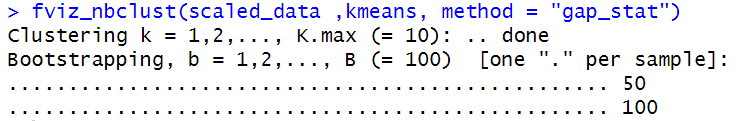 > fviz_nbclust(scaled_data ,kmeans, method = "gap_stat")
Clustering k = 1,2,..., K.max (= 10): .. done
Bootstrapping, b = 1,2,..., B (= 100)  [one "." per sample]:
.................................................. 50
.................................................. 100